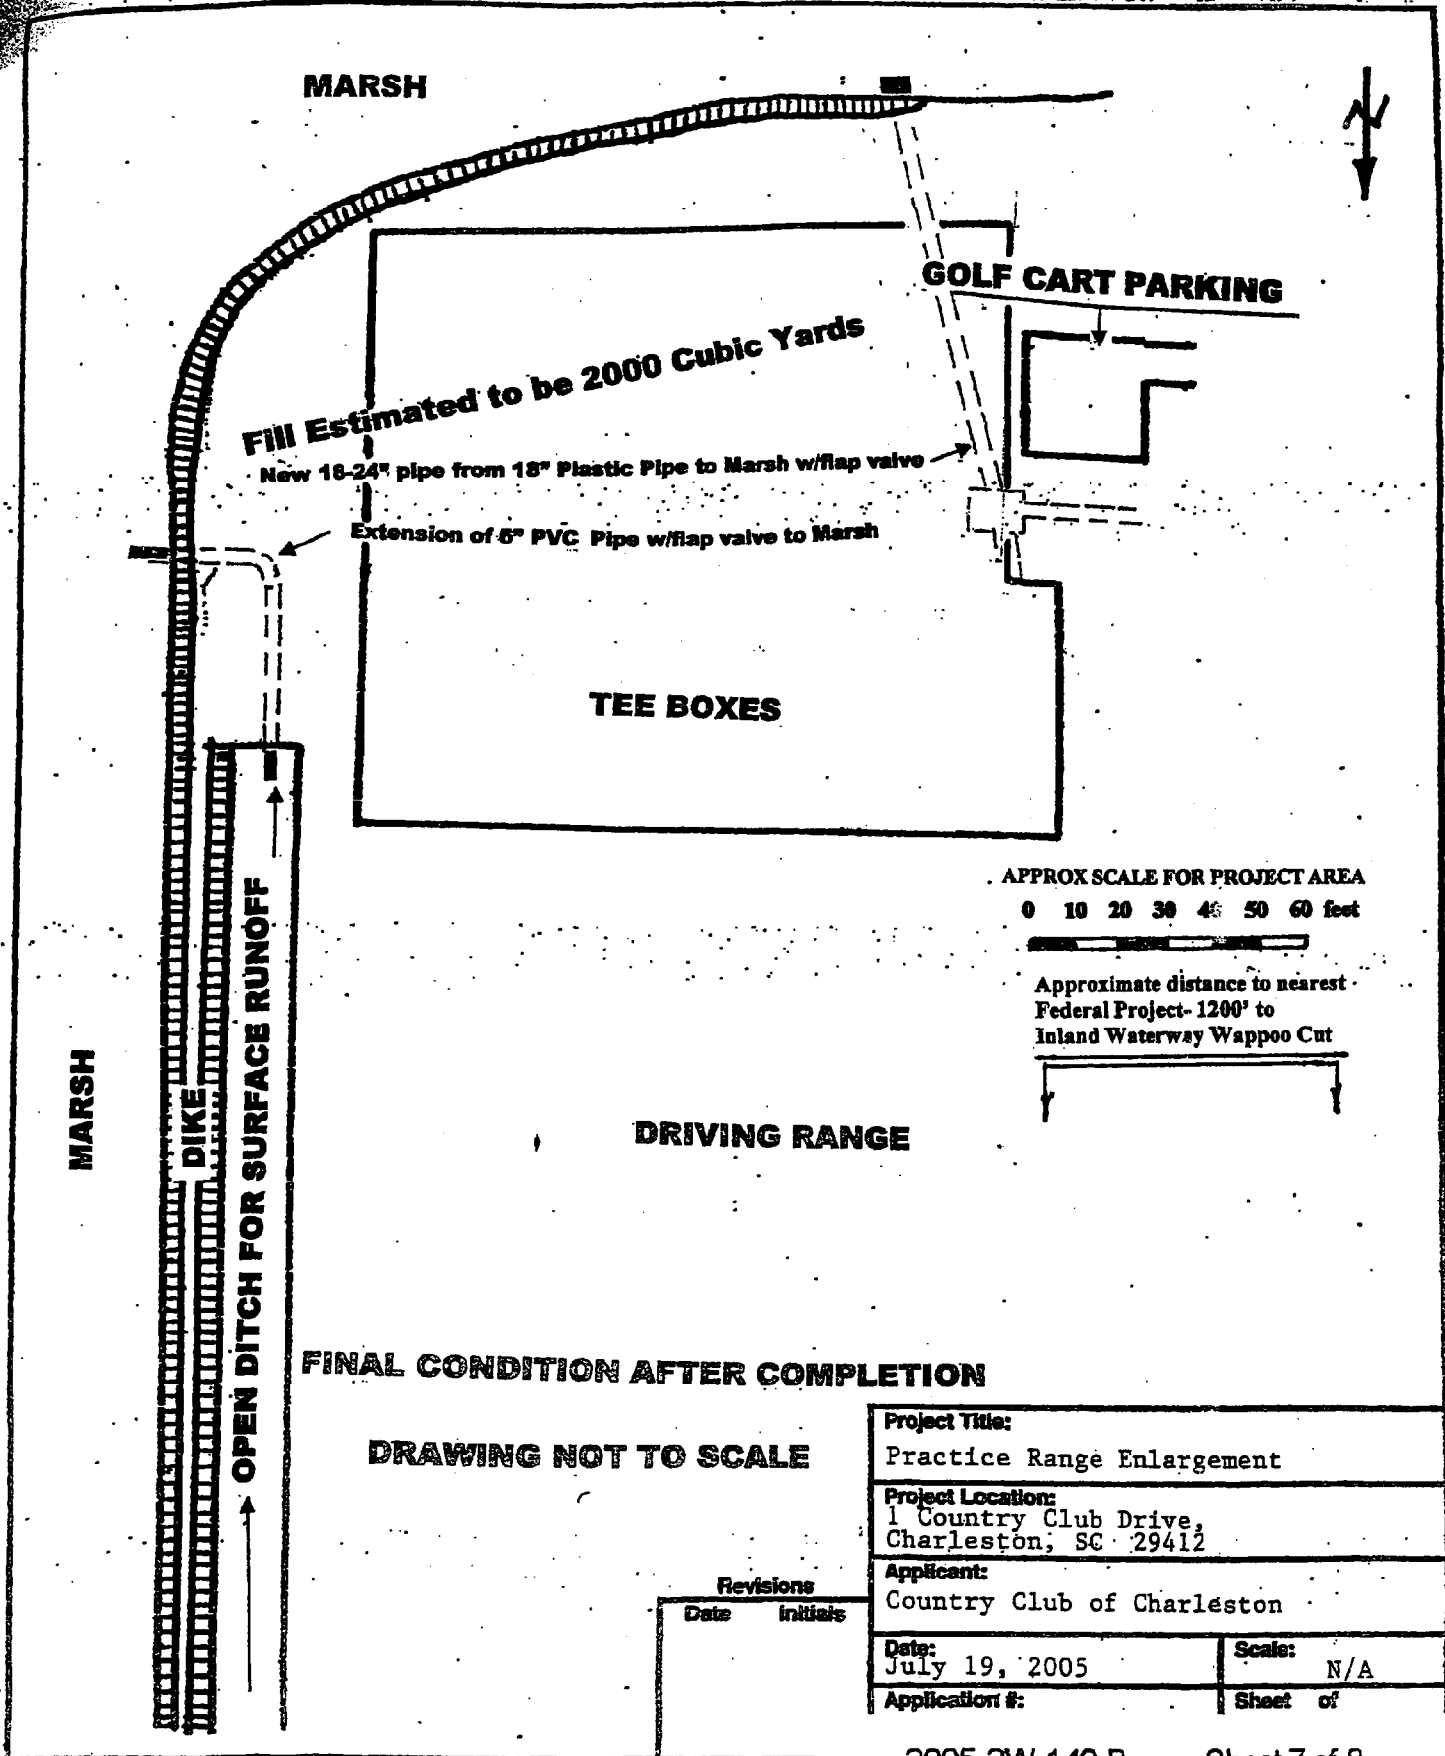 MARSH
N
GOLF CART PARKING
Fill Estimated to be 2000 Cubic Yards
New 18-24" pipe from 18" Plastic Pipe to Marsh w/flap valve
Extension of 6" PVC Pipe w/flap valve to Marsh
TEE BOXES
APPROX SCALE FOR PROJECT AREA
0 10 20 30 40 50 60 feet
Approximate distance to nearest
Federal Project- 1200' to
Inland Waterway Wappoo Cut
MARSH
DIKE
OPEN DITCH FOR SURFACE RUNOFF
DRIVING RANGE
FINAL CONDITION AFTER COMPLETION
DRAWING NOT TO SCALE
Project Title:
Practice Range Enlargement
Project Location:
1 Country Club Drive,
Charleston, SC 29412
Applicant:
Country Club of Charleston
Revisions
Date Initials
Date:
July 19, 2005
Scale:
N/A
Application #:
Sheet of
Sheet 7 of 8